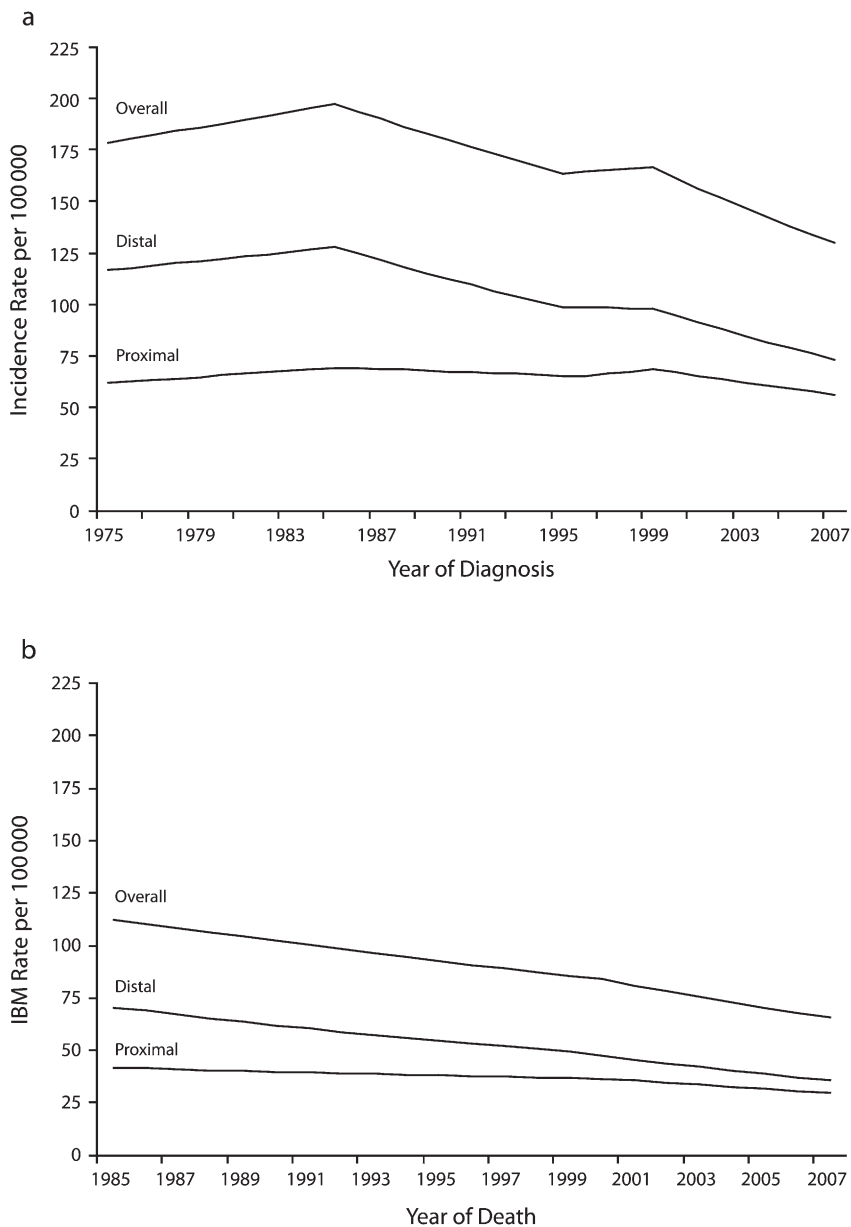 a
225
200
175
150
125
100
75
50
25
0
Incidence Rate per 100 000
Overall
Distal
Proximal
1975 1979 1983 1987 1991 1995 1999 2003 2007
Year of Diagnosis
b
225
200
175
150
125
100
75
50
25
0
IBM Rate per 100 000
Overall
Distal
Proximal
1985 1987 1989 1991 1993 1995 1997 1999 2001 2003 2005 2007
Year of Death